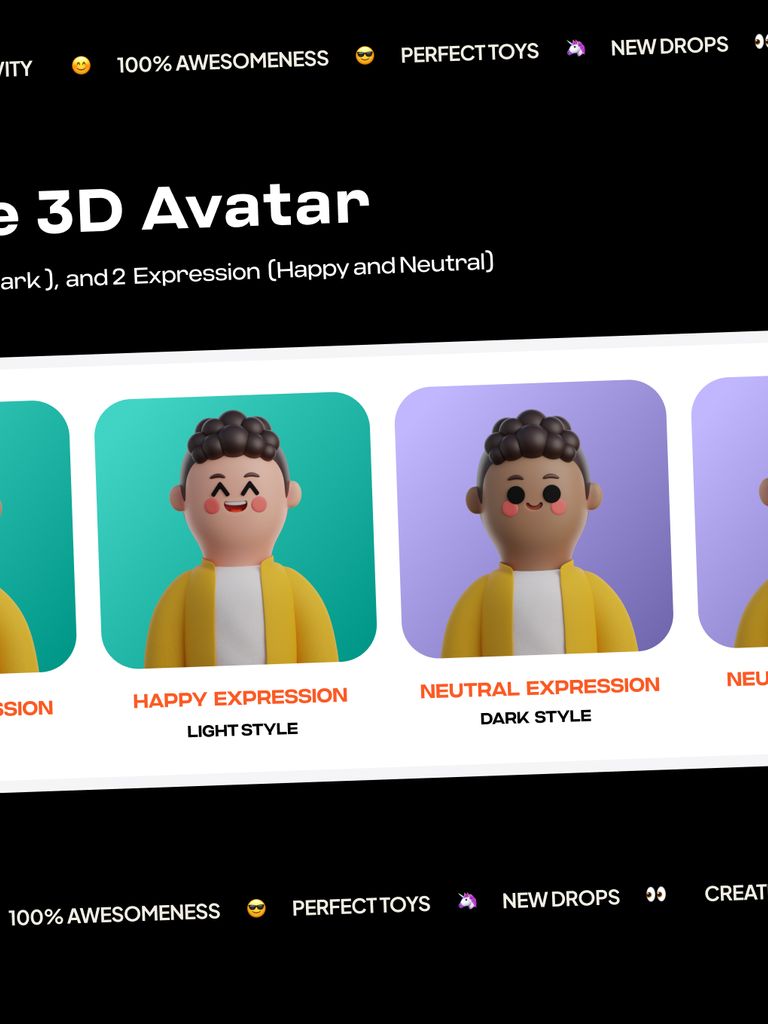 VITY 😊 100% AWESOMENESS 😎 PERFECT TOYS 🦄 NEW DROPS 👀
e 3D Avatar
ark ), and 2 Expression (Happy and Neutral)
SSION HAPPY EXPRESSION NEUTRAL EXPRESSION NEU
LIGHT STYLE DARK STYLE
100% AWESOMENESS 😎 PERFECT TOYS 🦄 NEW DROPS 👀 CREATI